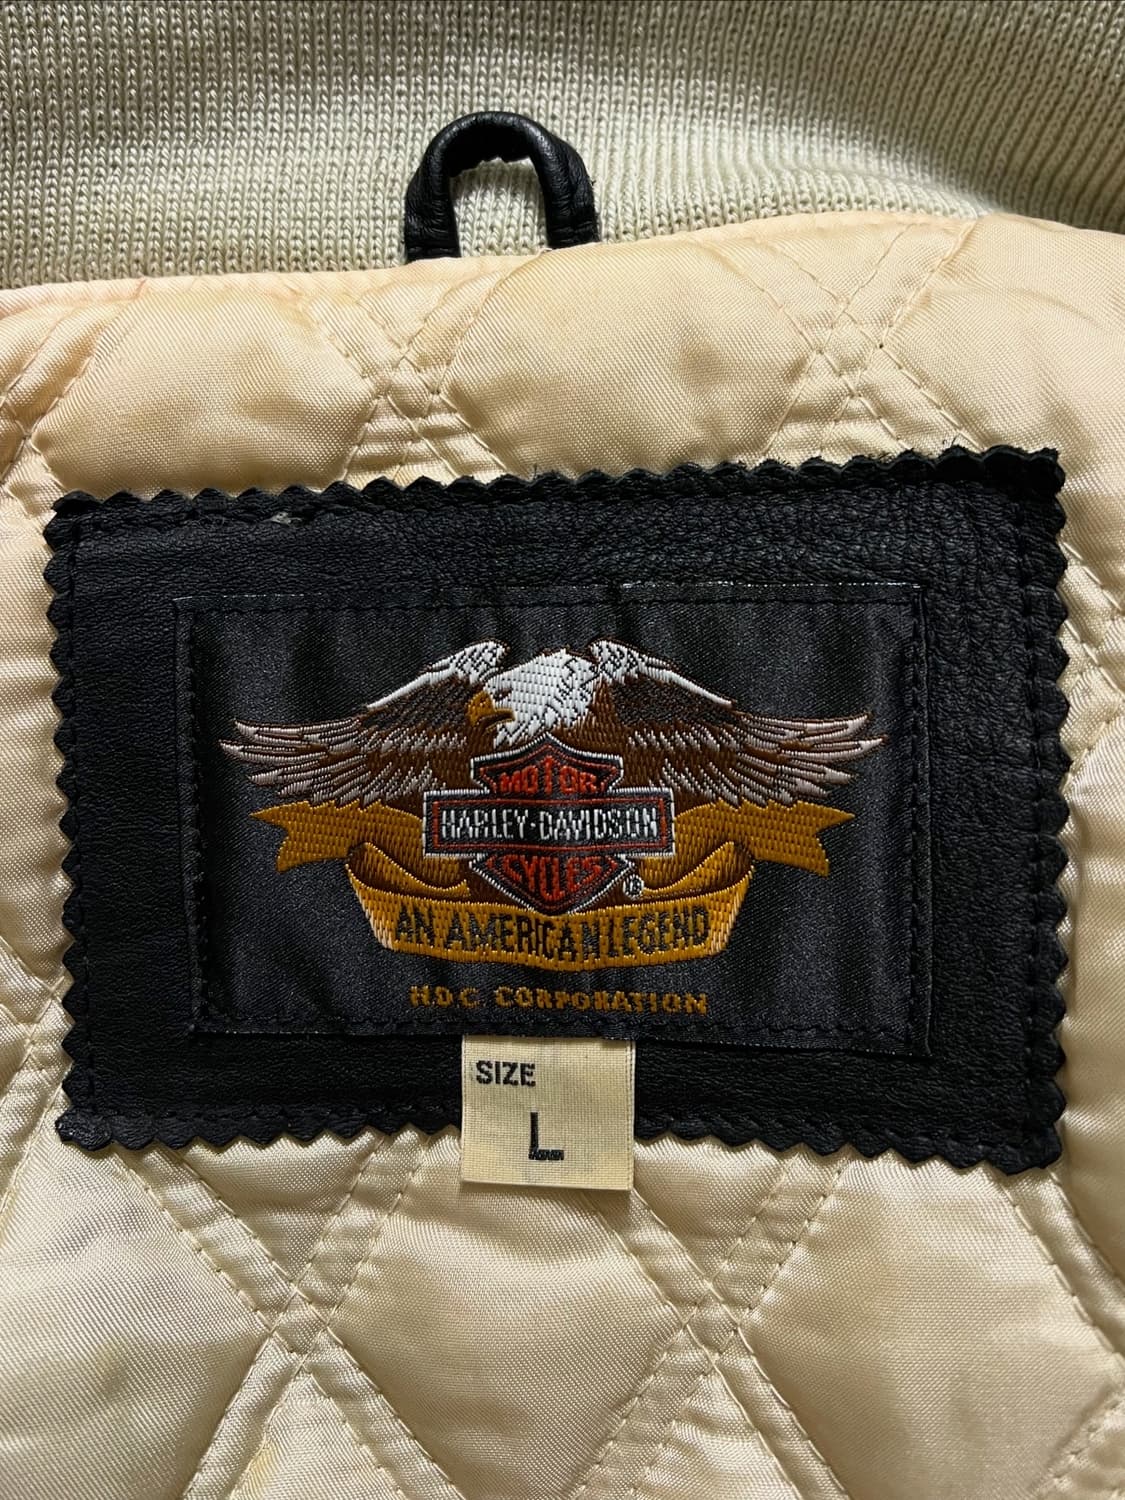 MOTOR
HARLEY-DAVIDSON
CYCLES
®
AN AMERICAN LEGEND
H.D.C CORPORATION
SIZE
L